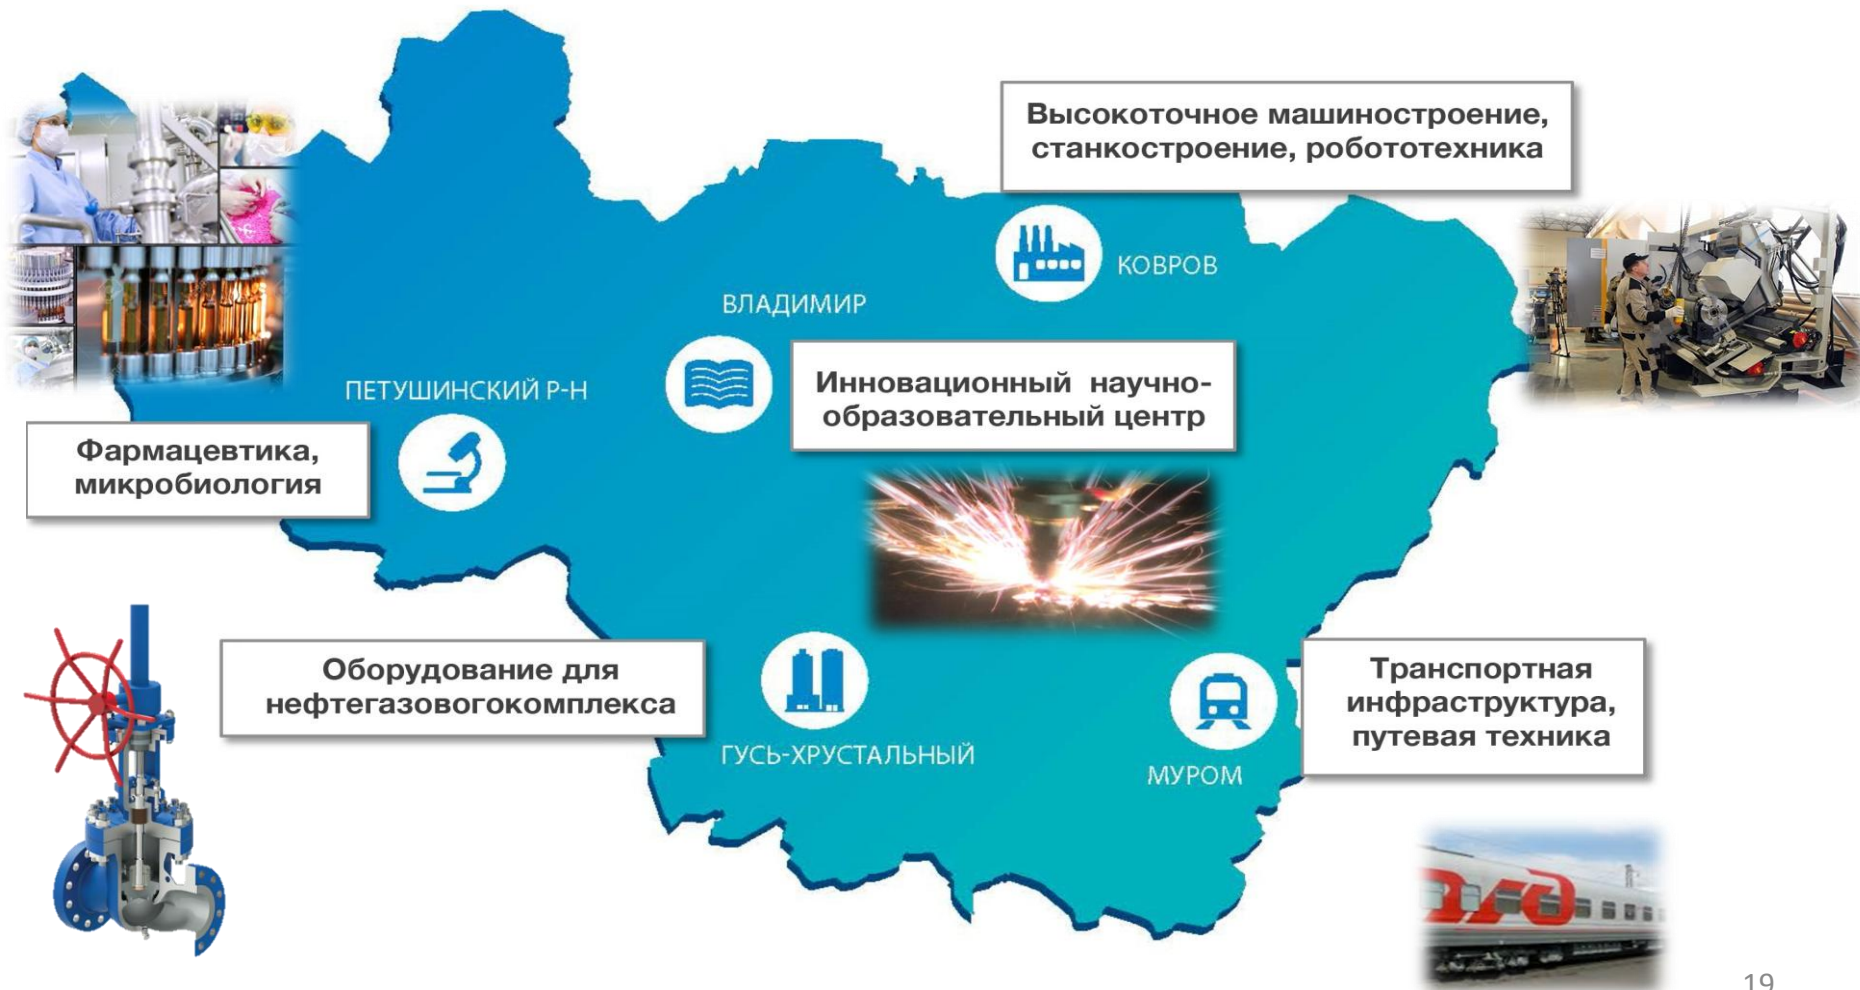 Высокоточное машиностроение,
станкостроение, робототехника
КОВРОВ
ВЛАДИМИР
Инновационный научно-
образовательный центр
ПЕТУШИНСКИЙ Р-Н
Фармацевтика,
микробиология
Оборудование для
нефтегазовогокомплекса
ГУСЬ-ХРУСТАЛЬНЫЙ
Транспортная
инфраструктура,
путевая техника
МУРОМ
19